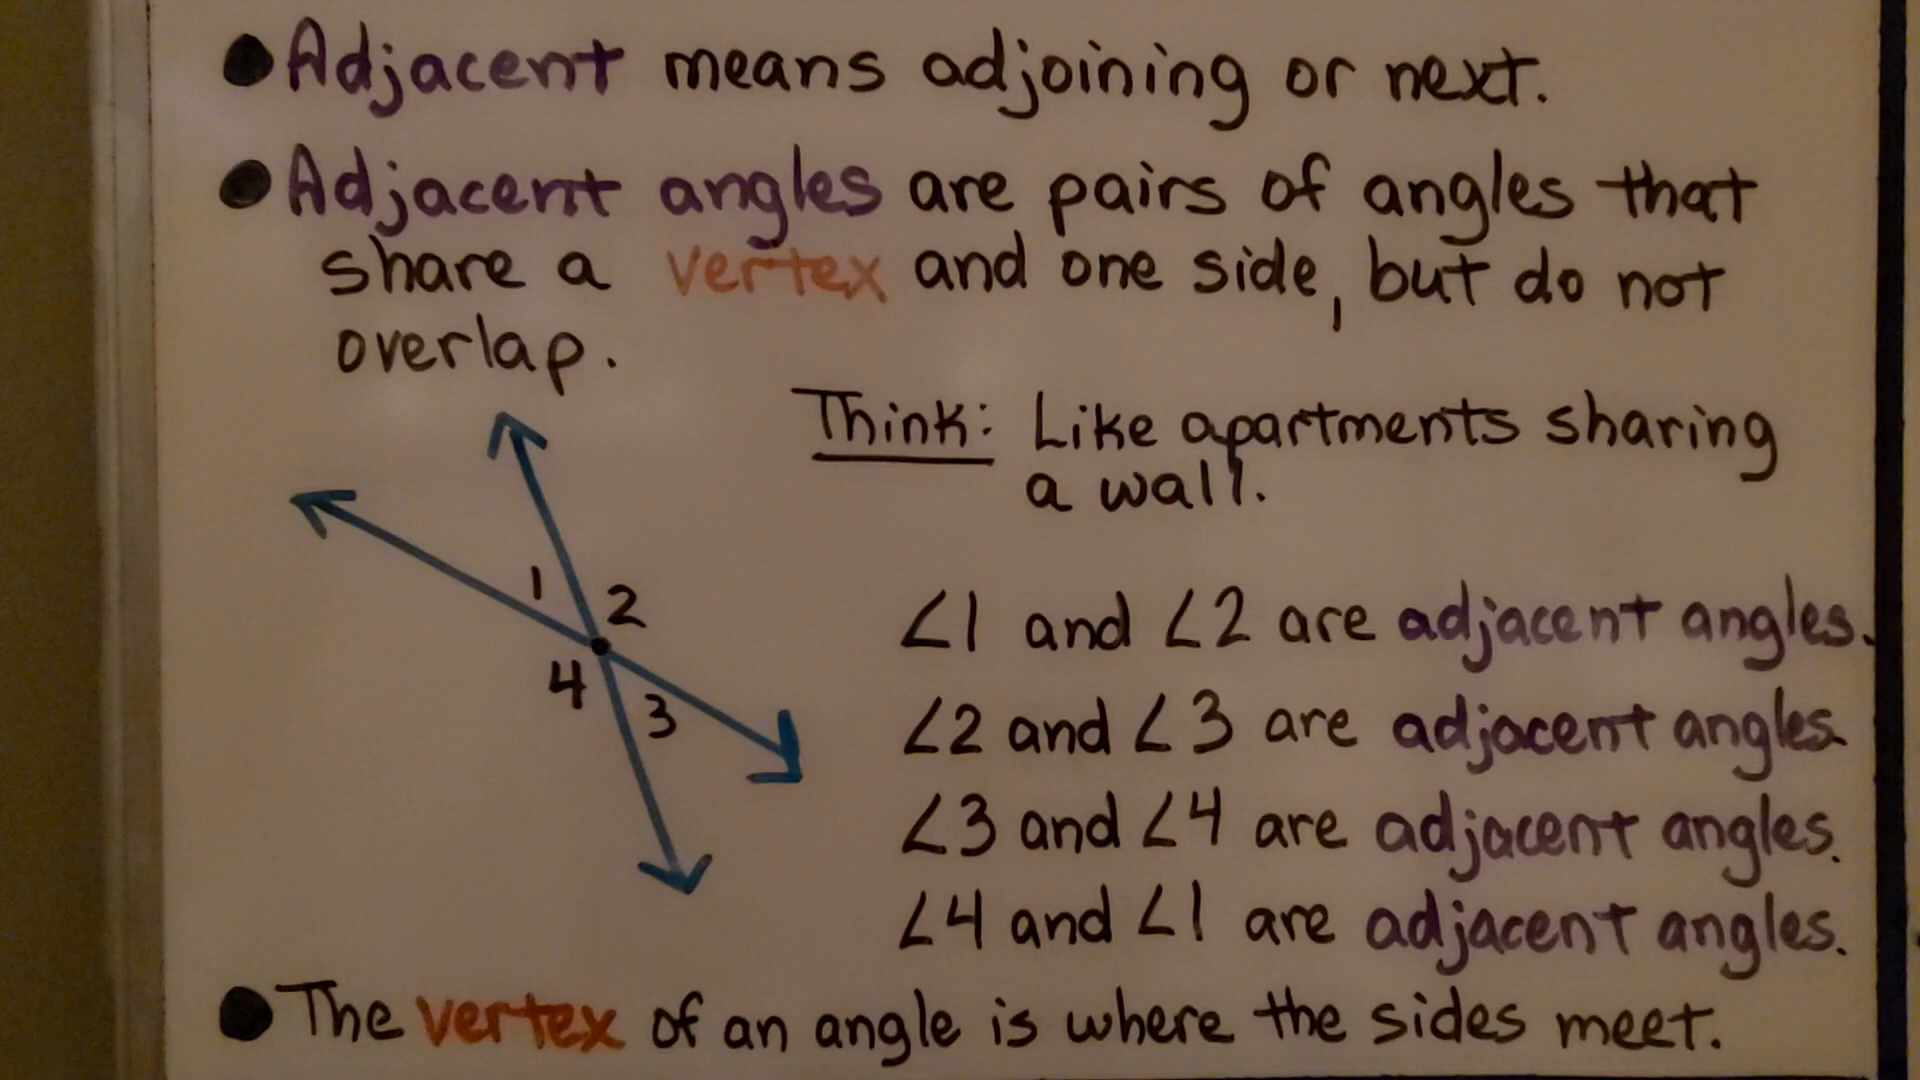 ● Adjacent means adjoining or next.
● Adjacent angles are pairs of angles that
share a vertex and one side, but do not
overlap.
Think: Like apartments sharing
a wall.
1
2
4
3
∠1 and ∠2 are adjacent angles.
∠2 and ∠3 are adjacent angles.
∠3 and ∠4 are adjacent angles.
∠4 and ∠1 are adjacent angles.
● The vertex of an angle is where the sides meet.